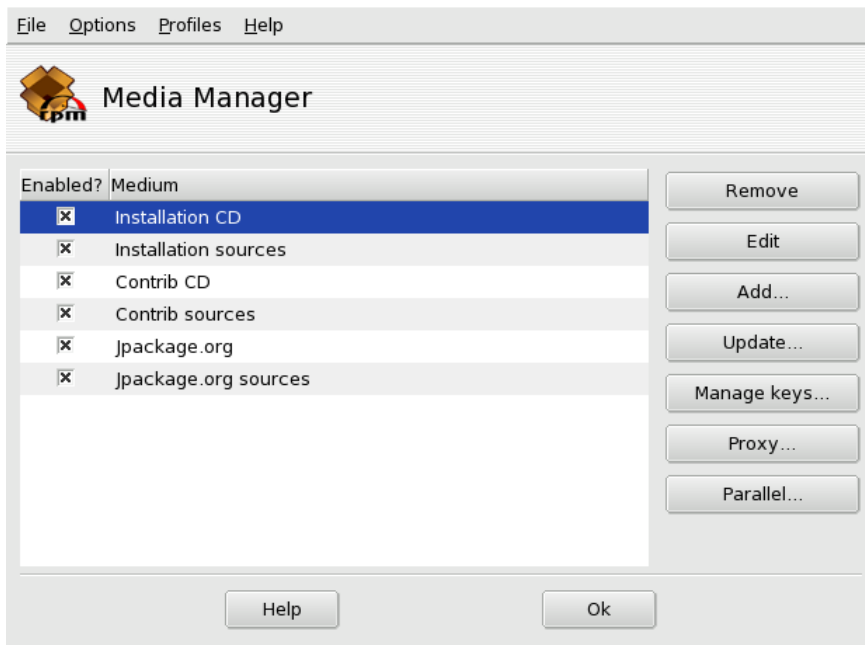 File Options Profiles Help
rpm
Media Manager
Enabled? Medium
Installation CD
Installation sources
Contrib CD
Contrib sources
Jpackage.org
Jpackage.org sources
Remove
Edit
Add...
Update...
Manage keys...
Proxy...
Parallel...
Help Ok